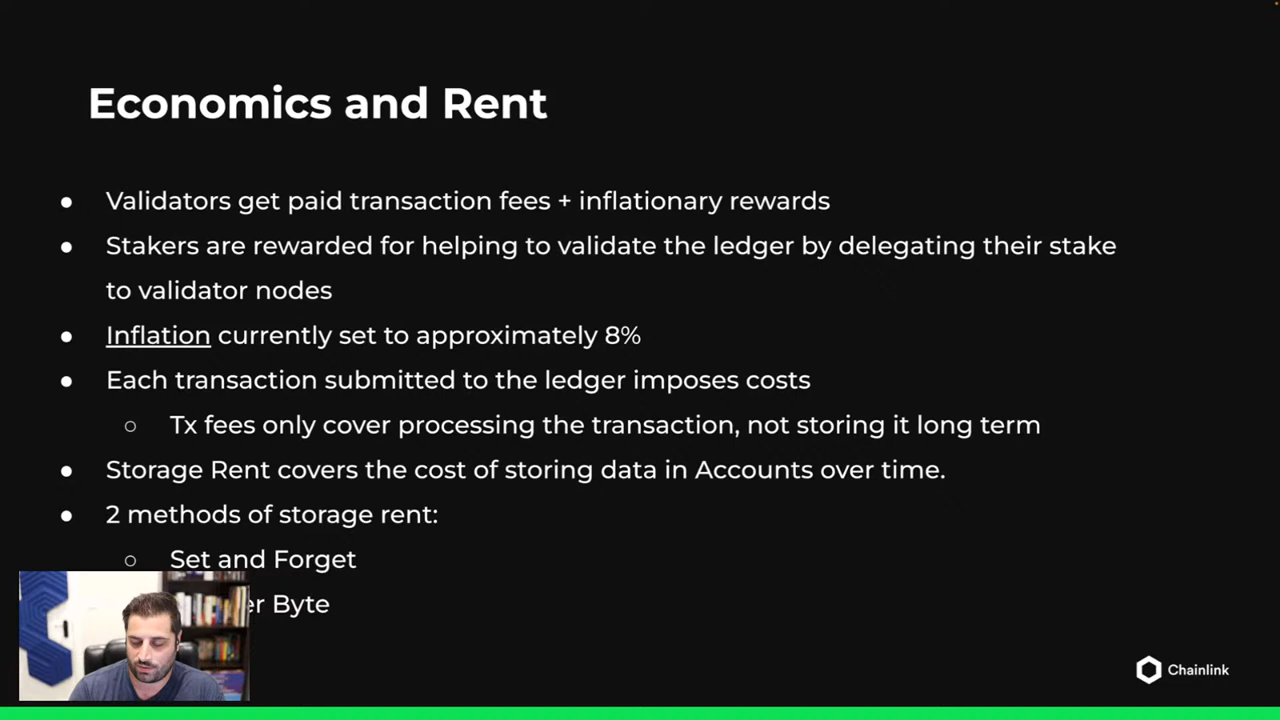 Economics and Rent
● Validators get paid transaction fees + inflationary rewards
● Stakers are rewarded for helping to validate the ledger by delegating their stake
to validator nodes
● Inflation currently set to approximately 8%
● Each transaction submitted to the ledger imposes costs
○ Tx fees only cover processing the transaction, not storing it long term
● Storage Rent covers the cost of storing data in Accounts over time.
● 2 methods of storage rent:
○ Set and Forget
Byte
Chainlink